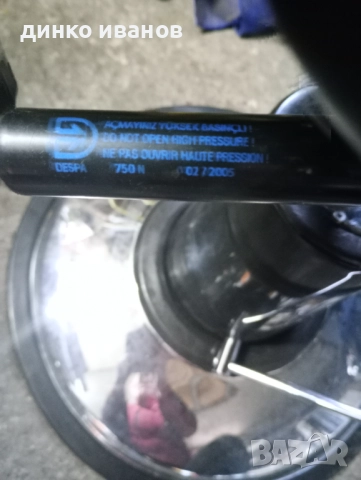 динко иванов
AÇMAYINIZ YÜKSEK BASINÇLI !
DO NOT OPEN HIGH PRESSURE !
NE PAS OUVRIR HAUTE PRESSION !
DESPA 750 N 02 / 2005
BAZAR